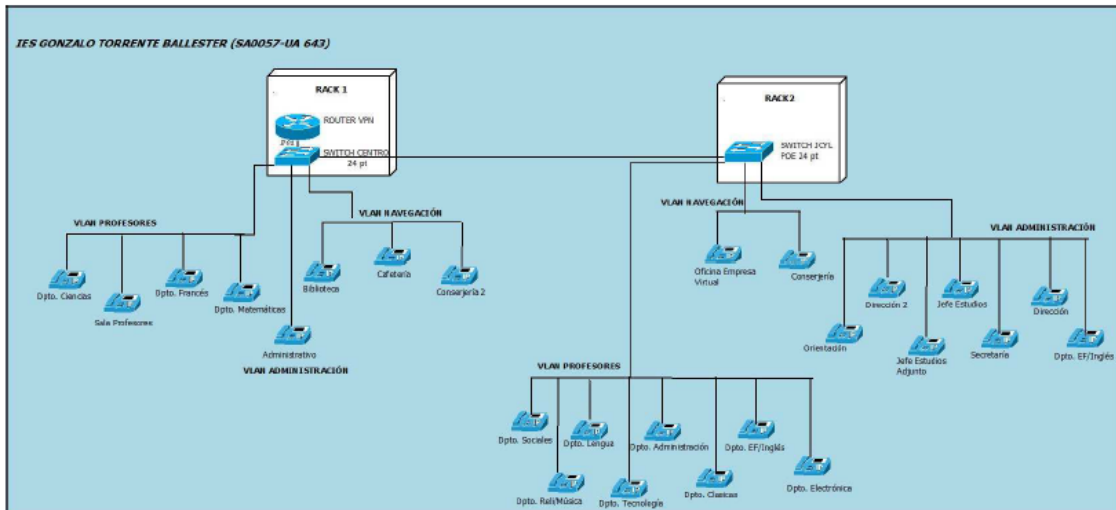 IES GONZALO TORRENTE BALLESTER (SA0057-UA 643)
RACK 1
ROUTER VPN
SWITCH CENTRO
24 pt
RACK2
SWITCH JCYL
POE 24 pt
VLAN PROFESORES
VLAN NAVEGACIÓN
Dpto. Ciencias
Sala Profesores
Dpto. Francés
Dpto. Matemáticas
Biblioteca
Cafetería
Conserjería 2
Administrativo
VLAN ADMINISTRACIÓN
VLAN NAVEGACIÓN
Oficina Empresa
Virtual
Conserjería
VLAN ADMINISTRACIÓN
Orientación
Dirección 2
Jefe Estudios
Adjunto
Jefe Estudios
Secretaría
Dirección
Dpto. EF/Inglés
VLAN PROFESORES
Dpto. Sociales
Dpto. Reli/Música
Dpto. Lengua
Dpto. Tecnología
Dpto. Administración
Dpto. Clasicas
Dpto. EF/Inglés
Dpto. Electrónica